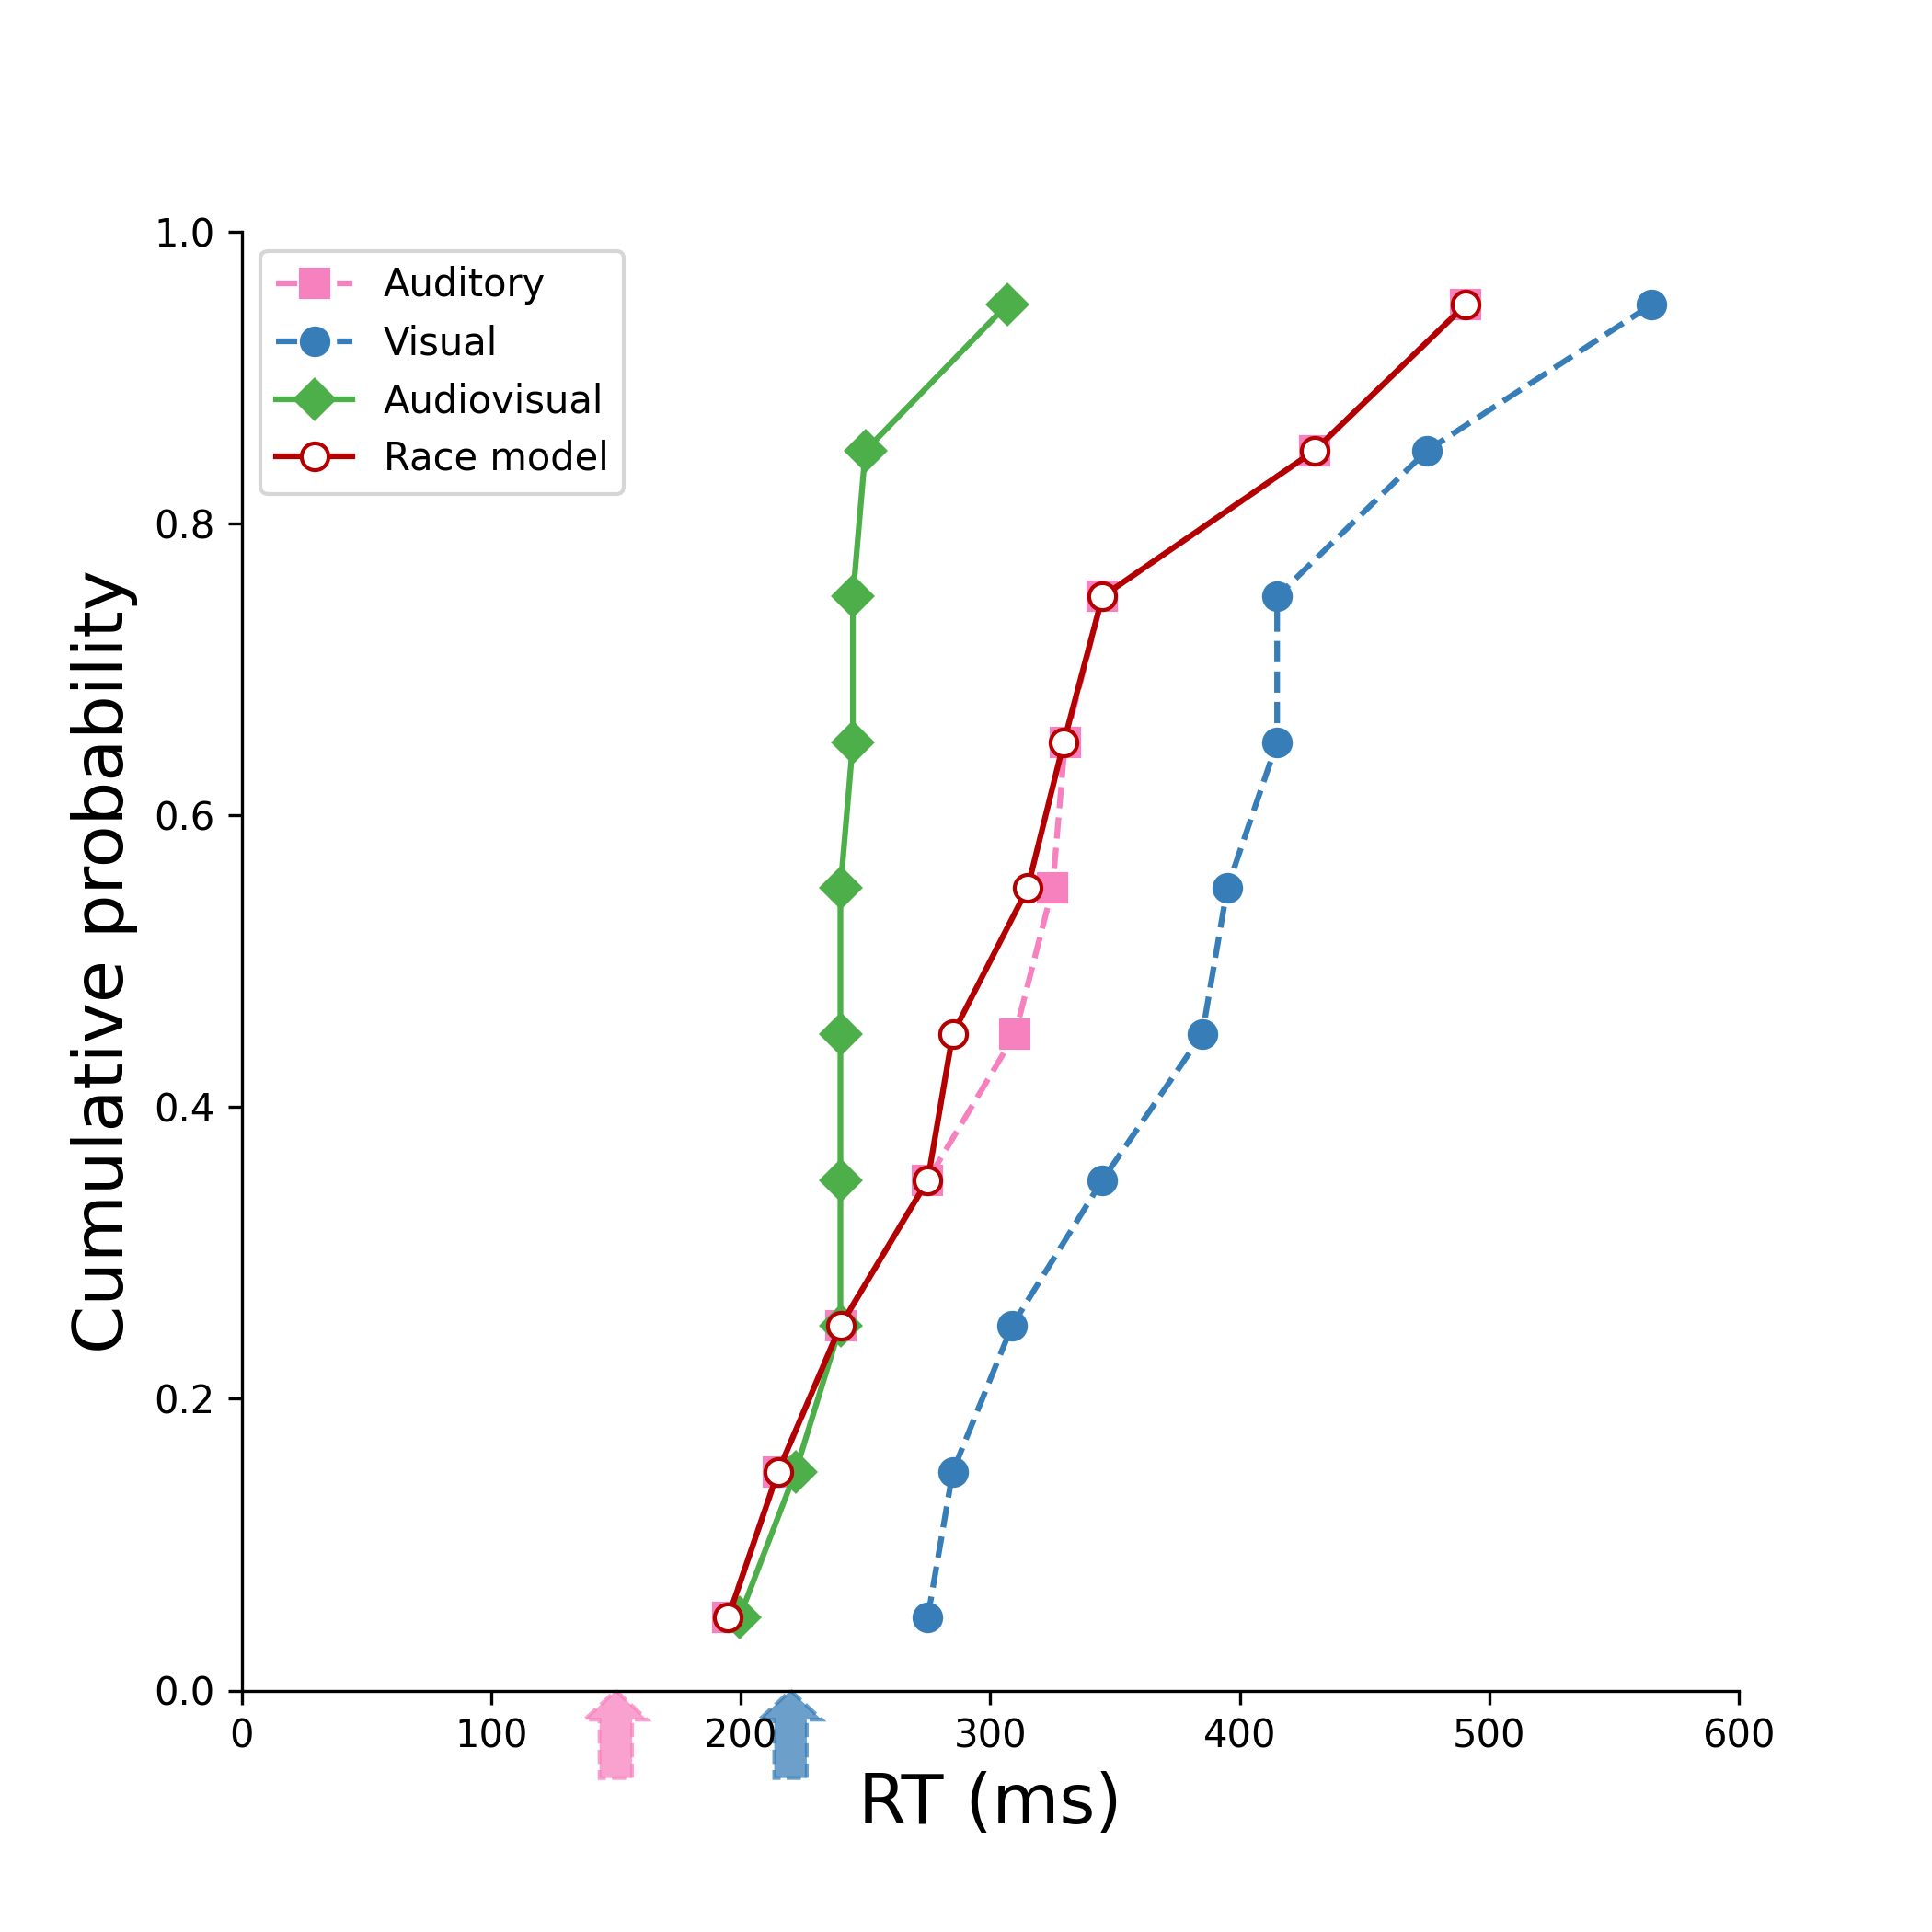 Cumulative probability
1.0
0.8
0.6
0.4
0.2
0.0
Auditory
Visual
Audiovisual
Race model
0 100 200 300 400 500 600
RT (ms)